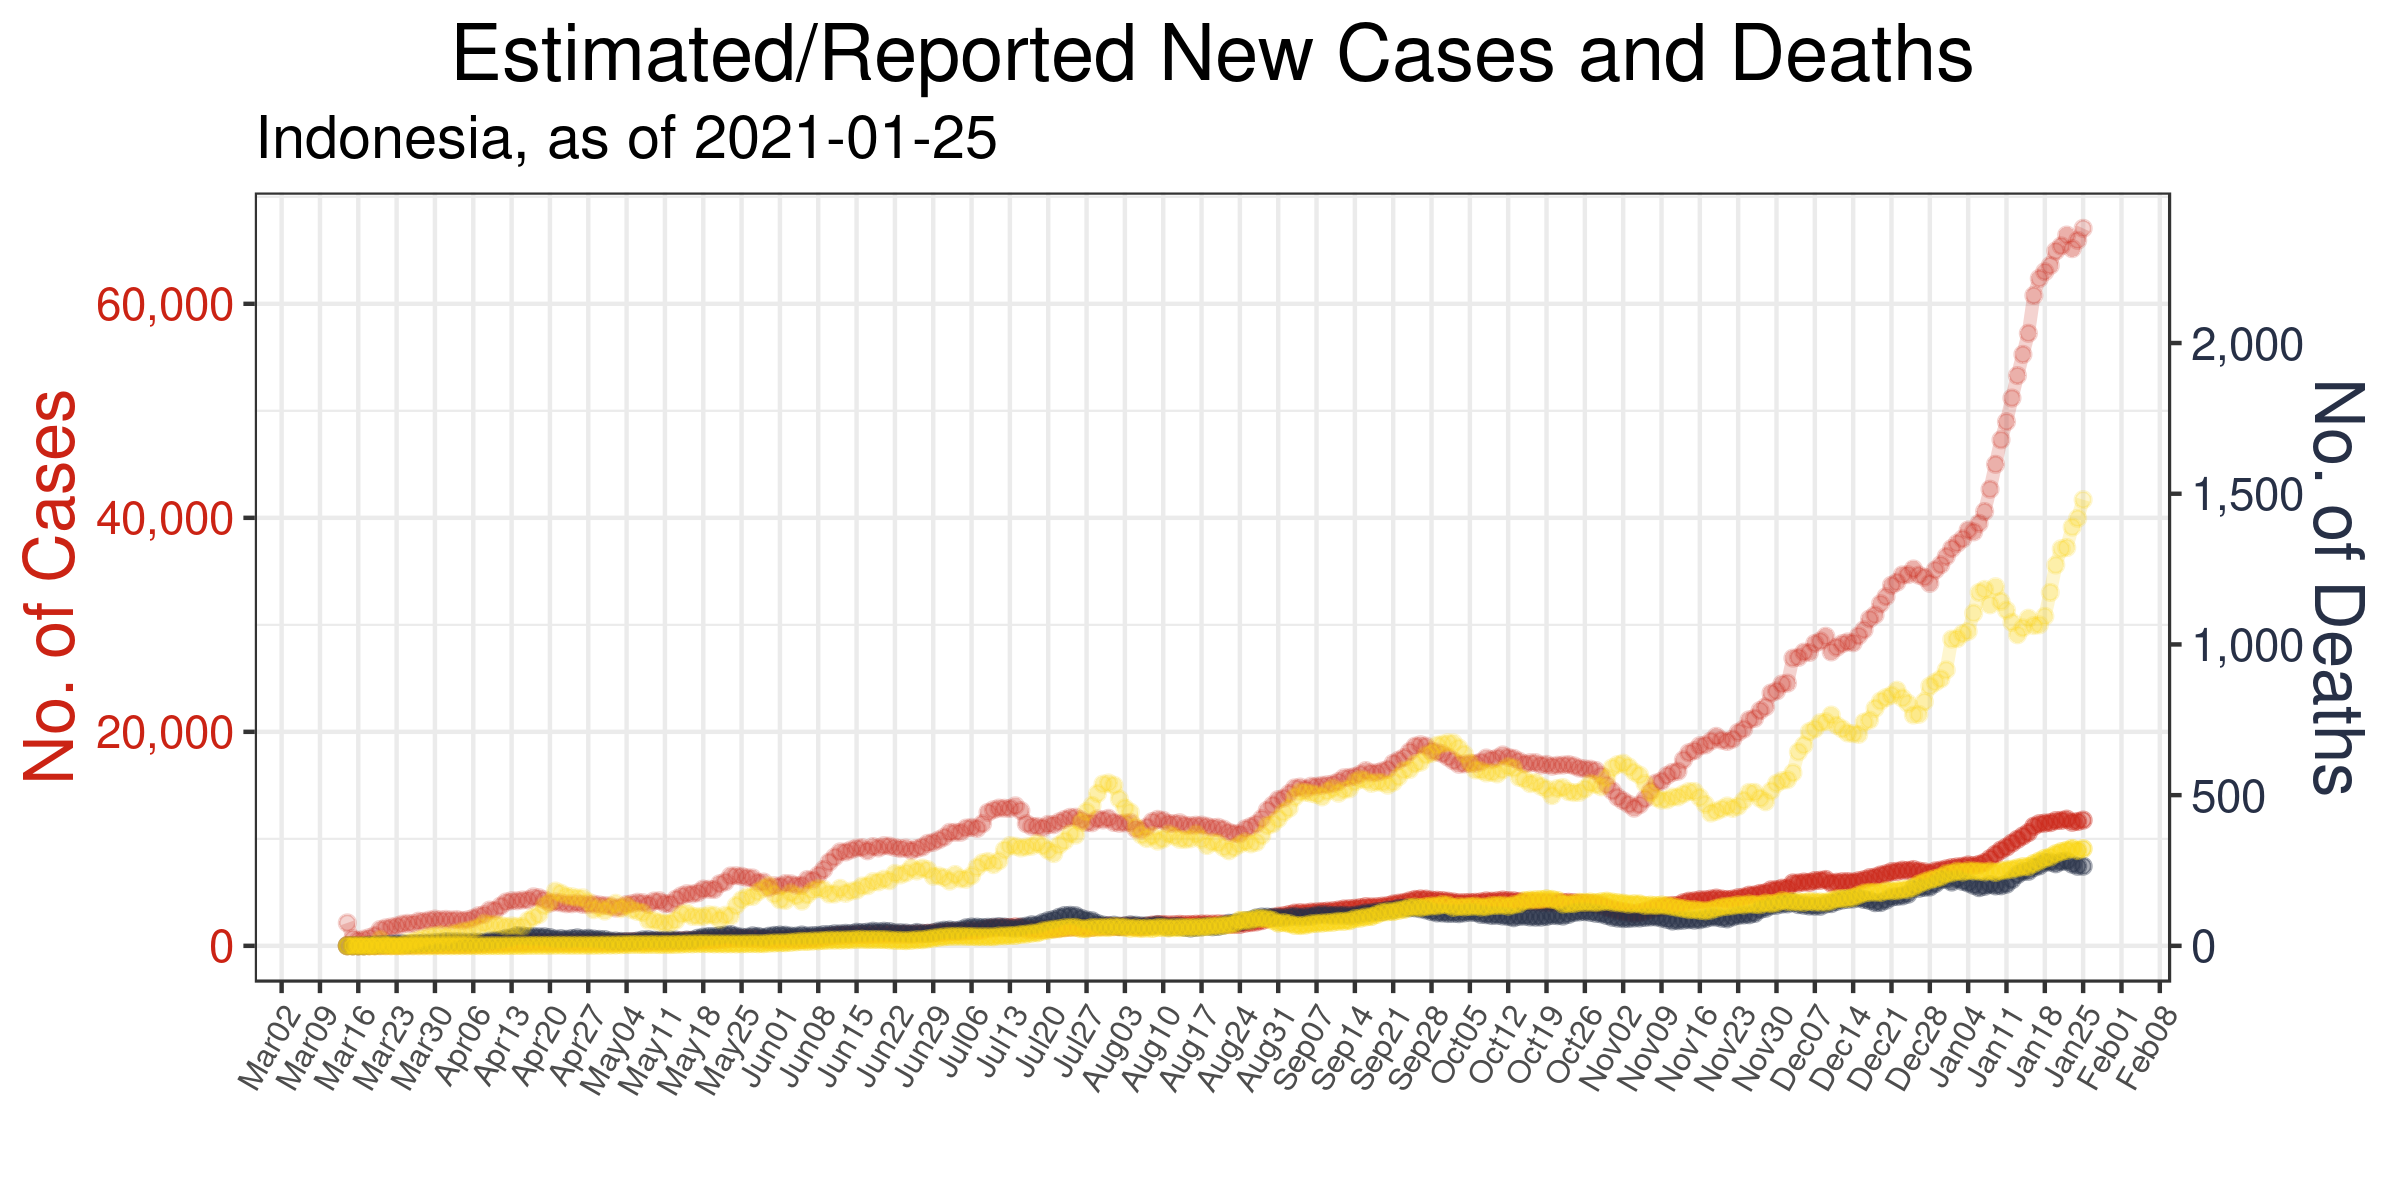 Estimated/Reported New Cases and Deaths
Indonesia, as of 2021-01-25
No. of Cases
60,000
40,000
20,000
0
2,000
1,500
1,000
500
0
No. of Deaths
Mar02
Mar09
Mar16
Mar23
Mar30
Apr06
Apr13
Apr20
Apr27
May04
May11
May18
May25
Jun01
Jun08
Jun15
Jun22
Jun29
Jul06
Jul13
Jul20
Jul27
Aug03
Aug10
Aug17
Aug24
Aug31
Sep07
Sep14
Sep21
Sep28
Oct05
Oct12
Oct19
Oct26
Nov02
Nov09
Nov16
Nov23
Nov30
Dec07
Dec14
Dec21
Dec28
Jan04
Jan11
Jan18
Jan25
Feb01
Feb08